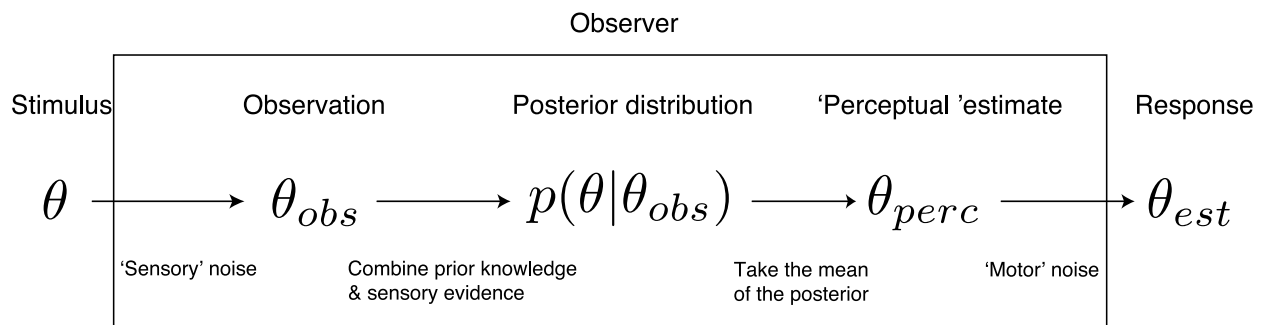 Observer
Stimulus Observation Posterior distribution ‘Perceptual ’estimate Response
θ θ_obs p(θ|θ_obs) θ_perc θ_est
‘Sensory’ noise Combine prior knowledge Take the mean ‘Motor’ noise
& sensory evidence of the posterior